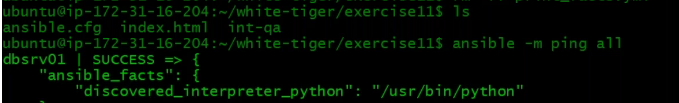 ubuntu@ip-172-31-16-204:~/white-tiger/exercise11$ ls
ansible.cfg index.html int-qa
ubuntu@ip-172-31-16-204:~/white-tiger/exercise11$ ansible -m ping all
dbsrv01 | SUCCESS => {
    "ansible_facts": {
        "discovered_interpreter_python": "/usr/bin/python"